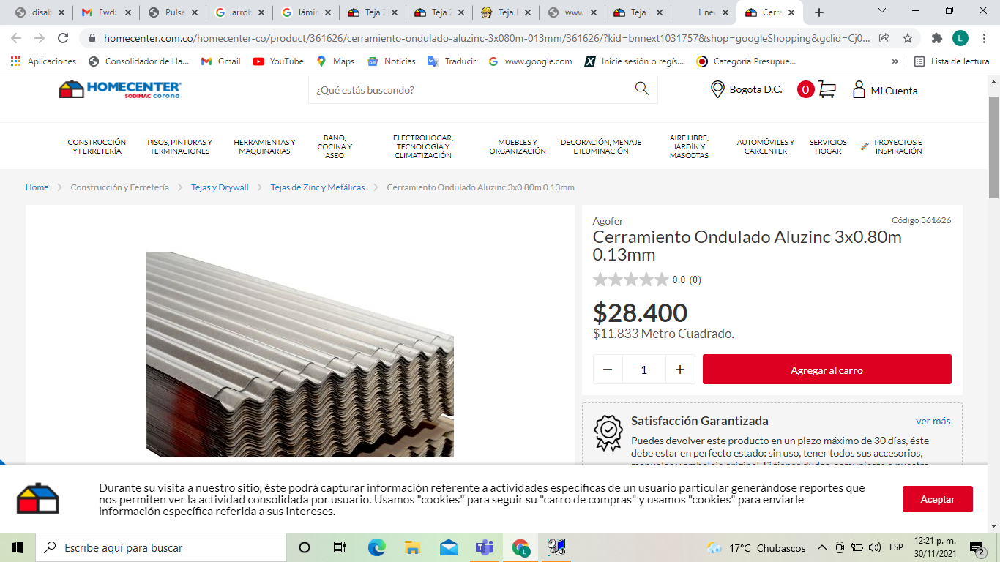 disab
Fwd:
Pulse
arrob
lámin
Teja Z
Teja Z
Teja D
www
Teja
1 nev
Cerra
homecenter.com.co/homecenter-co/product/361626/cerramiento-ondulado-aluzinc-3x080m-013mm/361626/?kid=bnnext1031757&shop=googleShopping&gclid=Cj0...
L
Aplicaciones
Consolidador de Ha...
Gmail
YouTube
Maps
Noticias
Traducir
www.google.com
Inicie sesión o regís...
Categoría Presupue...
»
Lista de lectura
HOMECENTER
SODIMAC corona
¿Qué estás buscando?
Bogota D.C.
0
Mi Cuenta
CONSTRUCCIÓN
Y FERRETERÍA
PISOS, PINTURAS Y
TERMINACIONES
HERRAMIENTAS Y
MAQUINARIAS
BAÑO,
COCINA Y
ASEO
ELECTROHOGAR,
TECNOLOGÍA Y
CLIMATIZACIÓN
MUEBLES Y
ORGANIZACIÓN
DECORACIÓN, MENAJE
E ILUMINACIÓN
AIRE LIBRE,
JARDÍN Y
MASCOTAS
AUTOMÓVILES Y
CARCENTER
SERVICIOS
HOGAR
PROYECTOS E
INSPIRACIÓN
Home > Construcción y Ferretería > Tejas y Drywall > Tejas de Zinc y Metálicas > Cerramiento Ondulado Aluzinc 3x0.80m 0.13mm
Agofer
Código 361626
Cerramiento Ondulado Aluzinc 3x0.80m
0.13mm
0.0 (0)
$28.400
$11.833 Metro Cuadrado.
− 1 +
Agregar al carro
Satisfacción Garantizada
ver más
Puedes devolver este producto en un plazo máximo de 30 días, éste
debe estar en perfecto estado: sin uso, tener todos sus accesorios,
manuales y embalaje original. Si tienes dudas, comunícate a nuestra
Durante su visita a nuestro sitio, éste podrá capturar información referente a actividades específicas de un usuario particular generándose reportes que
nos permiten ver la actividad consolidada por usuario. Usamos "cookies" para seguir su "carro de compras" y usamos "cookies" para enviarle
información específica referida a sus intereses.
Aceptar
Escribe aquí para buscar
17°C Chubascos
ESP
12:21 p. m.
30/11/2021
2